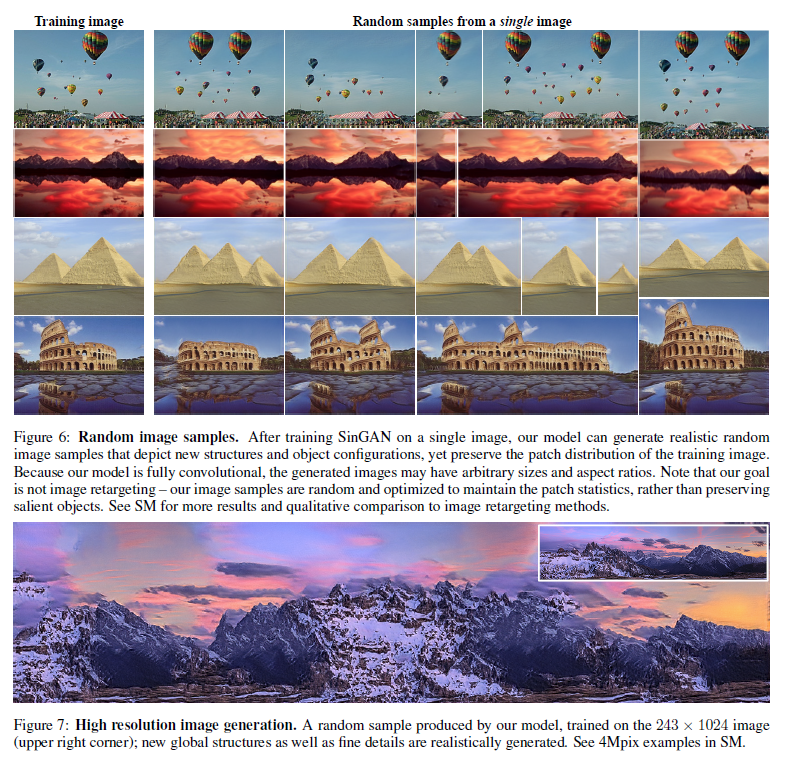 Training image
Random samples from a single image
Figure 6: Random image samples. After training SinGAN on a single image, our model can generate realistic random
image samples that depict new structures and object configurations, yet preserve the patch distribution of the training image.
Because our model is fully convolutional, the generated images may have arbitrary sizes and aspect ratios. Note that our goal
is not image retargeting – our image samples are random and optimized to maintain the patch statistics, rather than preserving
salient objects. See SM for more results and qualitative comparison to image retargeting methods.
Figure 7: High resolution image generation. A random sample produced by our model, trained on the 243 × 1024 image
(upper right corner); new global structures as well as fine details are realistically generated. See 4Mpix examples in SM.